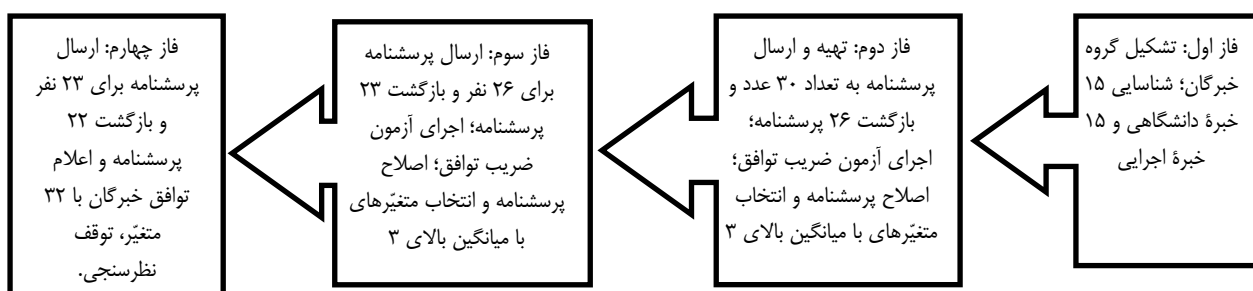 فاز اول: تشکیل گروه
خبرگان؛ شناسایی ۱۵
خبرهٔ دانشگاهی و ۱۵
خبرهٔ اجرایی
فاز دوم: تهیه و ارسال
پرسشنامه به تعداد ۳۰ عدد و
بازگشت ۲۶ پرسشنامه؛
اجرای آزمون ضریب توافق؛
اصلاح پرسشنامه و انتخاب
متغیّرهای با میانگین بالای ۳
فاز سوم: ارسال پرسشنامه
برای ۲۶ نفر و بازگشت ۲۳
پرسشنامه؛ اجرای آزمون
ضریب توافق؛ اصلاح
پرسشنامه و انتخاب متغیّرهای
با میانگین بالای ۳
فاز چهارم: ارسال
پرسشنامه برای ۲۳ نفر
و بازگشت ۲۲
پرسشنامه و اعلام
توافق خبرگان با ۳۲
متغیّر، توقف
نظرسنجی.